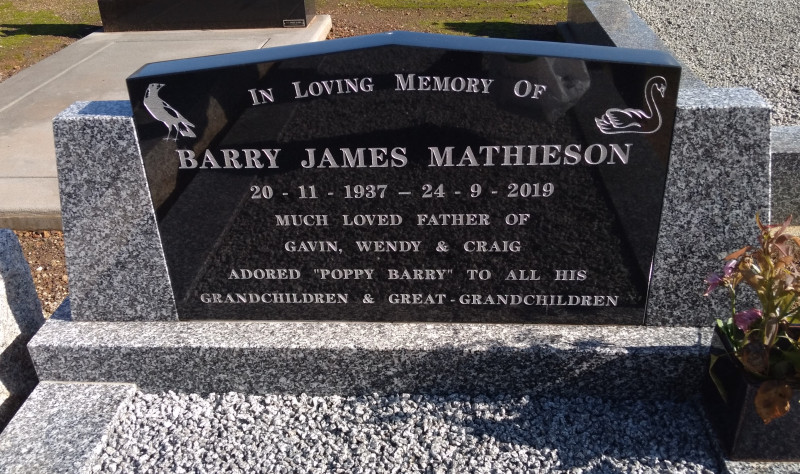 In Loving Memory Of
BARRY JAMES MATHIESON
20 - 11 - 1937 – 24 - 9 - 2019
MUCH LOVED FATHER OF
GAVIN, WENDY & CRAIG
ADORED "POPPY BARRY" TO ALL HIS
GRANDCHILDREN & GREAT-GRANDCHILDREN